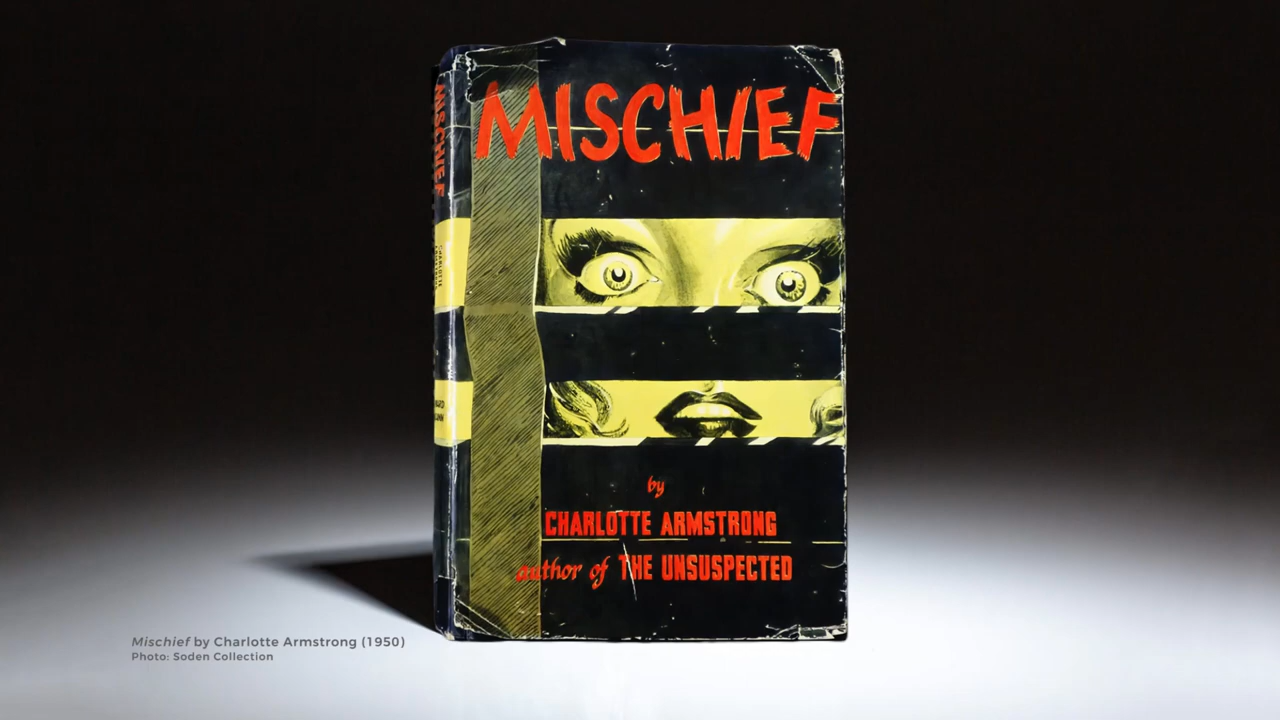 MISCHIEF
MISCHIEF
by
CHARLOTTE ARMSTRONG
author of THE UNSUSPECTED
Mischief by Charlotte Armstrong (1950)
Photo: Soden Collection